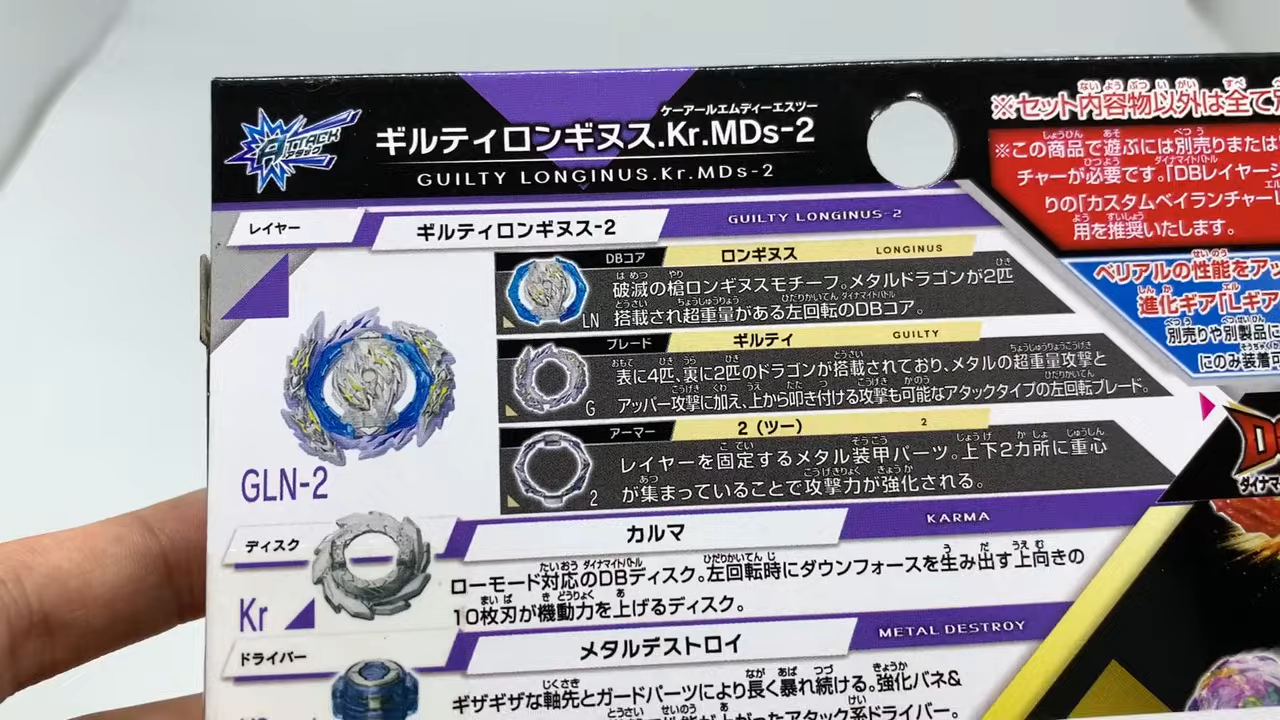 ATTACK
ケーアールエムディーエスツー
ギルティロンギヌス.Kr.MDs-2
GUILTY LONGINUS.Kr.MDs-2
レイヤー
ギルティロンギヌス-2
GUILTY LONGINUS-2
DBコア
ロンギヌス
LONGINUS
破滅の槍ロンギヌスモチーフ。メタルドラゴンが2匹
搭載され超重量がある左回転のDBコア。
LN
ブレード
ギルティ
GUILTY
表に4匹、裏に2匹のドラゴンが搭載されており、メタルの超重量攻撃と
アッパー攻撃に加え、上から叩き付ける攻撃も可能なアタックタイプの左回転ブレード。
G
アーマー
2 (ツー)
2
レイヤーを固定するメタル装甲パーツ。上下2カ所に重心
が集まっていることで攻撃力が強化される。
2
GLN-2
ディスク
カルマ
KARMA
ローモード対応のDBディスク。左回転時にダウンフォースを生み出す上向きの
10枚刃が機動力を上げるディスク。
Kr
ドライバー
メタルデストロイ
METAL DESTROY
ギザギザな軸先とガードパーツにより長く暴れ続ける。強化バネ&
が上がったアタック系ドライバー。
※セット内容物以外は全て
※この商品で遊ぶには別売りまたは
チャーが必要です。「DBレイヤーシ
りの「カスタムベイランチャーL
用を推奨いたします。
ベリアルの性能をアッ
進化ギア「Lギア
別売りや別製品に
にのみ装着可
ダイナマ